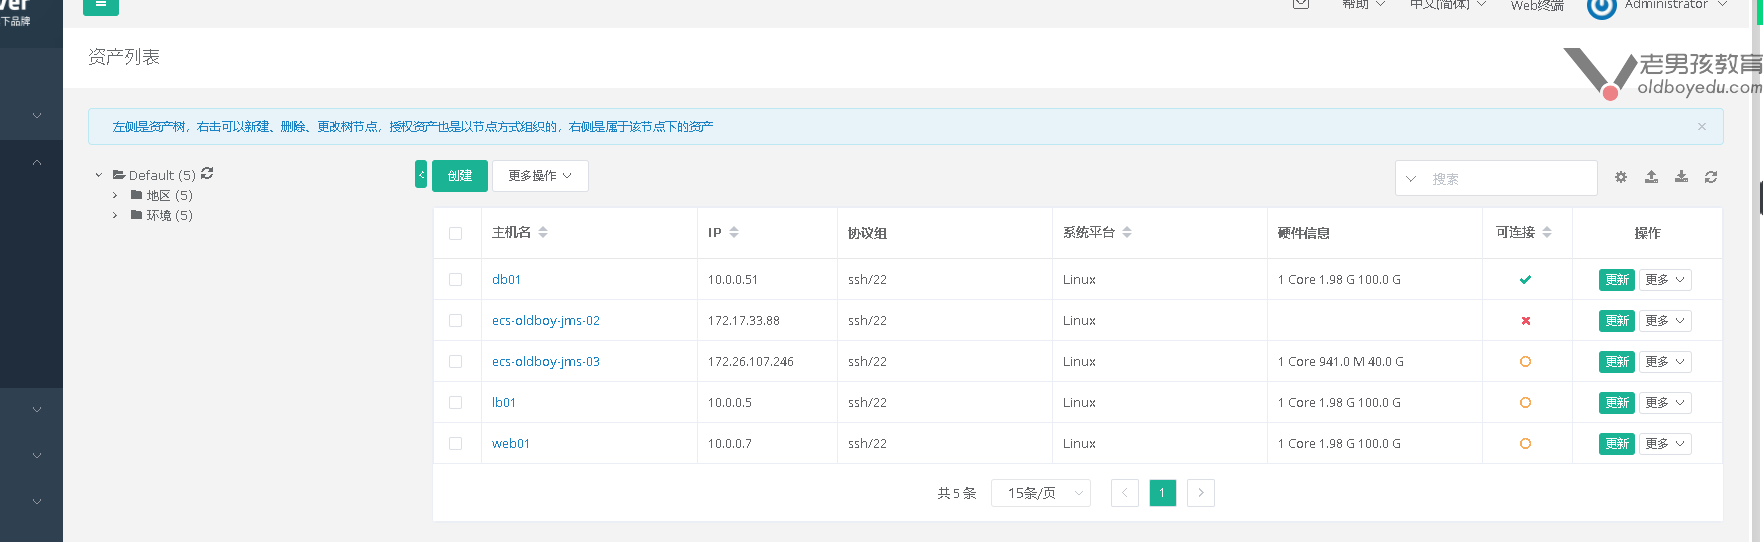 下品牌
帮助
中文(简体)
Web终端
Administrator
资产列表
老男孩教育
oldboyedu.com
左侧是资产树，右击可以新建、删除、更改树节点，授权资产也是以节点方式组织的，右侧是属于该节点下的资产
Default (5)
地区 (5)
环境 (5)
创建
更多操作
搜索
主机名 IP 协议组 系统平台 硬件信息 可连接 操作
db01 10.0.0.51 ssh/22 Linux 1 Core 1.98 G 100.0 G 更新 更多
ecs-oldboy-jms-02 172.17.33.88 ssh/22 Linux 更新 更多
ecs-oldboy-jms-03 172.26.107.246 ssh/22 Linux 1 Core 941.0 M 40.0 G 更新 更多
lb01 10.0.0.5 ssh/22 Linux 1 Core 1.98 G 100.0 G 更新 更多
web01 10.0.0.7 ssh/22 Linux 1 Core 1.98 G 100.0 G 更新 更多
共 5 条 15条/页 1